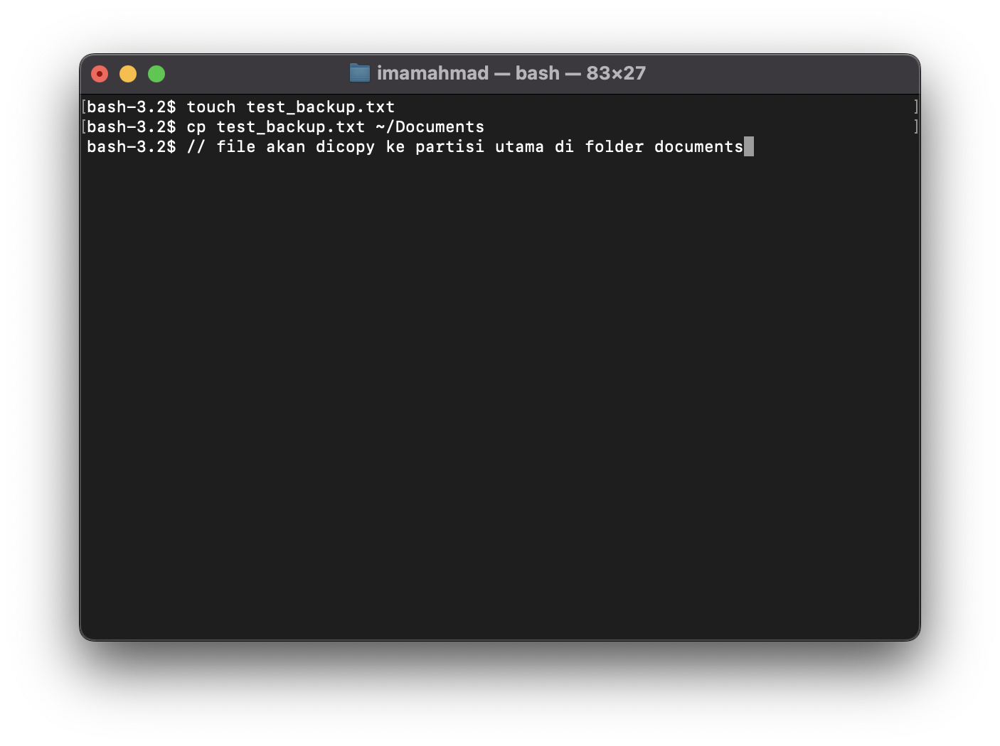 imamahmad — bash — 83×27
[bash-3.2$ touch test_backup.txt ]
[bash-3.2$ cp test_backup.txt ~/Documents ]
bash-3.2$ // file akan dicopy ke partisi utama di folder documents